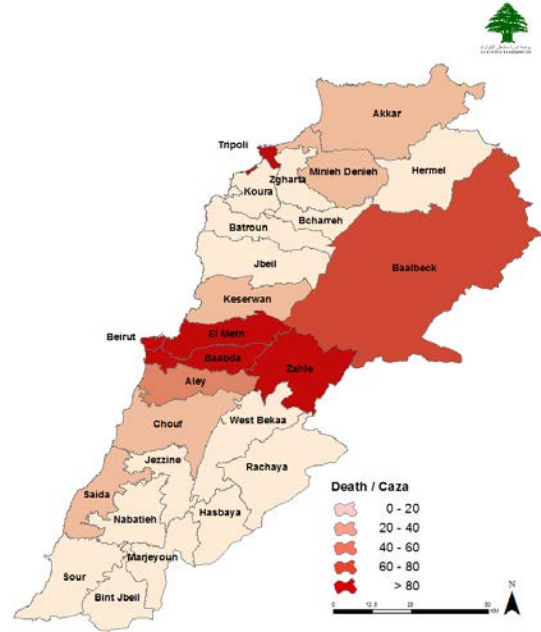 Akkar
Tripoli
Hermel
Minieh Denieh
Zgharta
Koura
Bcharreh
Batroun
Jbeil
Baalbeck
Keserwan
El Metn
Beirut
Baabda
Zahle
Aley
Chouf
West Bekaa
Jezzine
Rachaya
Saida
Hasbaya
Nabatieh
Marjeyoun
Sour
Bint Jbeil
Death / Caza
0 - 20
20 - 40
40 - 60
60 - 80
> 80
N
0
KM